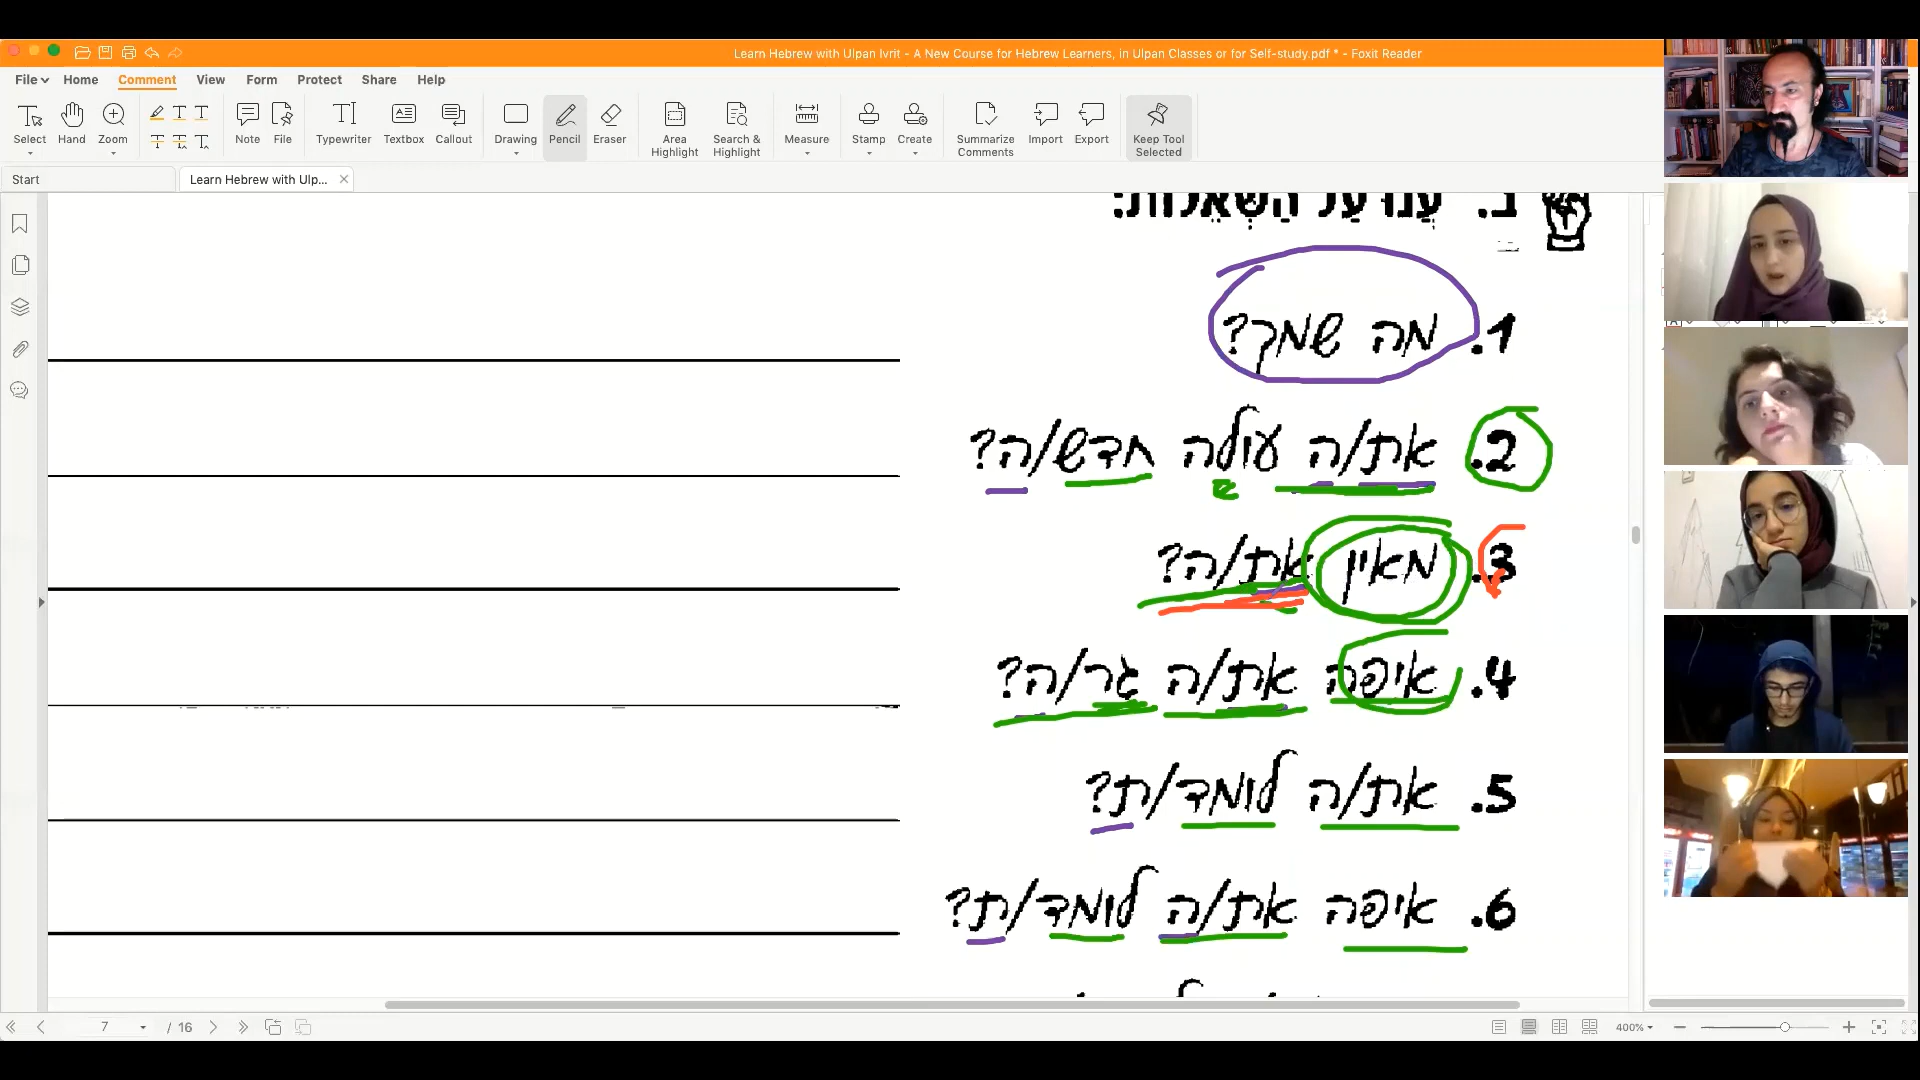 Learn Hebrew with Ulpan Ivrit - A New Course for Hebrew Learners, in Ulpan Classes or for Self-study.pdf * - Foxit Reader
File Home Comment View Form Protect Share Help
Select Hand Zoom Note File Typewriter Textbox Callout Drawing Pencil Eraser Area Highlight Search & Highlight Measure Stamp Create Summarize Comments Import Export Keep Tool Selected
Start Learn Hebrew with Ulp...
ב. עֲנוּ עַל הַשְּׁאֵלוֹת:
1. מה שמך?
2. את/ה עולה חדש/ה?
3. מאין את/ה?
4. איפה את/ה גר/ה?
5. את/ה לומד/ת?
6. איפה את/ה לומד/ת?
7 / 16 400%